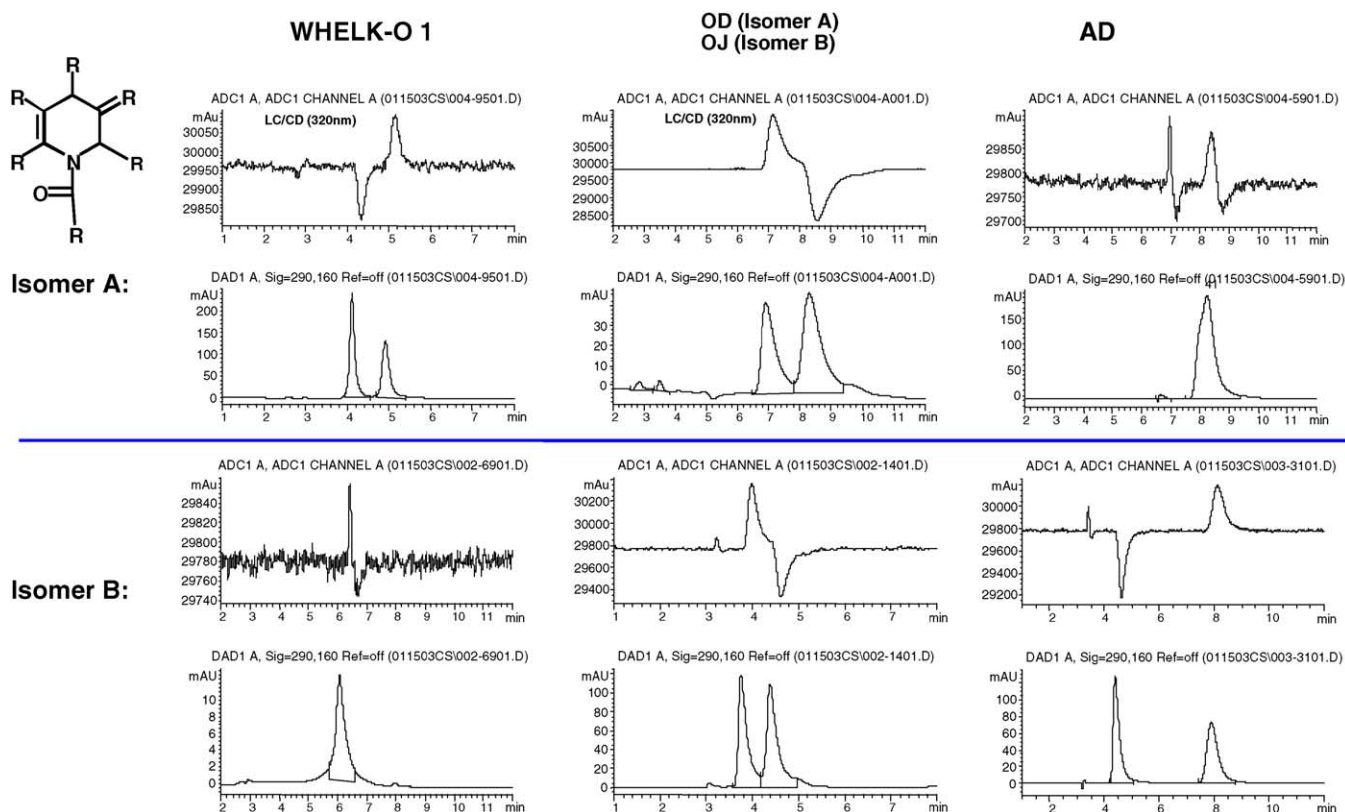 WHELK-O 1
OD (Isomer A)
OJ (Isomer B)
AD
R
R
R
R
N
R
O
R
ADC1 A, ADC1 CHANNEL A (011503CS\004-9501.D)
mAU
LC/CD (320nm)
30050
30000
29950
29900
29850
1 2 3 4 5 6 7 min
ADC1 A, ADC1 CHANNEL A (011503CS\004-A001.D)
mAU
LC/CD (320nm)
30500
30000
29500
29000
28500
2 3 4 5 6 7 8 9 10 11 min
ADC1 A, ADC1 CHANNEL A (011503CS\004-5901.D)
mAU
29850
29800
29750
29700
2 3 4 5 6 7 8 9 10 11 min
Isomer A:
DAD1 A, Sig=290,160 Ref=off (011503CS\004-9501.D)
mAU
200
150
100
50
0
1 2 3 4 5 6 7 min
DAD1 A, Sig=290,160 Ref=off (011503CS\004-A001.D)
mAU
30
20
10
0
2 3 4 5 6 7 8 9 10 11 min
DAD1 A, Sig=290,160 Ref=off (011503CS\004-5901.D)
mAU
150
100
50
0
2 3 4 5 6 7 8 9 10 11 min
Isomer B:
ADC1 A, ADC1 CHANNEL A (011503CS\002-6901.D)
mAU
29840
29820
29800
29780
29760
29740
2 3 4 5 6 7 8 9 10 11 min
ADC1 A, ADC1 CHANNEL A (011503CS\002-1401.D)
mAU
30200
30000
29800
29600
29400
1 2 3 4 5 6 7 min
ADC1 A, ADC1 CHANNEL A (011503CS\003-3101.D)
mAU
30000
29800
29600
29400
29200
2 4 6 8 10 min
DAD1 A, Sig=290,160 Ref=off (011503CS\002-6901.D)
mAU
10
8
6
4
2
0
2 3 4 5 6 7 8 9 10 11 min
DAD1 A, Sig=290,160 Ref=off (011503CS\002-1401.D)
mAU
100
80
60
40
20
0
1 2 3 4 5 6 7 min
DAD1 A, Sig=290,160 Ref=off (011503CS\003-3101.D)
mAU
100
80
60
40
20
0
2 4 6 8 10 min